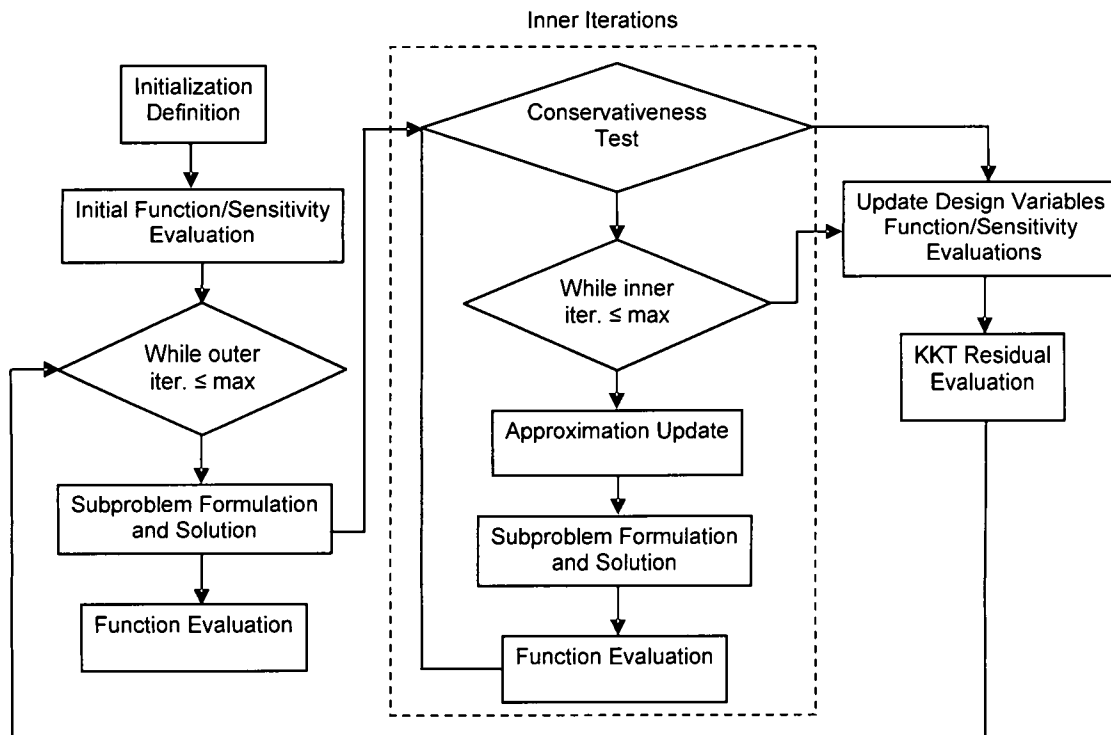 Inner Iterations
Initialization
Definition
Initial Function/Sensitivity
Evaluation
While outer
iter. ≤ max
Subproblem Formulation
and Solution
Function Evaluation
Conservativeness
Test
While inner
iter. ≤ max
Approximation Update
Subproblem Formulation
and Solution
Function Evaluation
Update Design Variables
Function/Sensitivity
Evaluations
KKT Residual
Evaluation